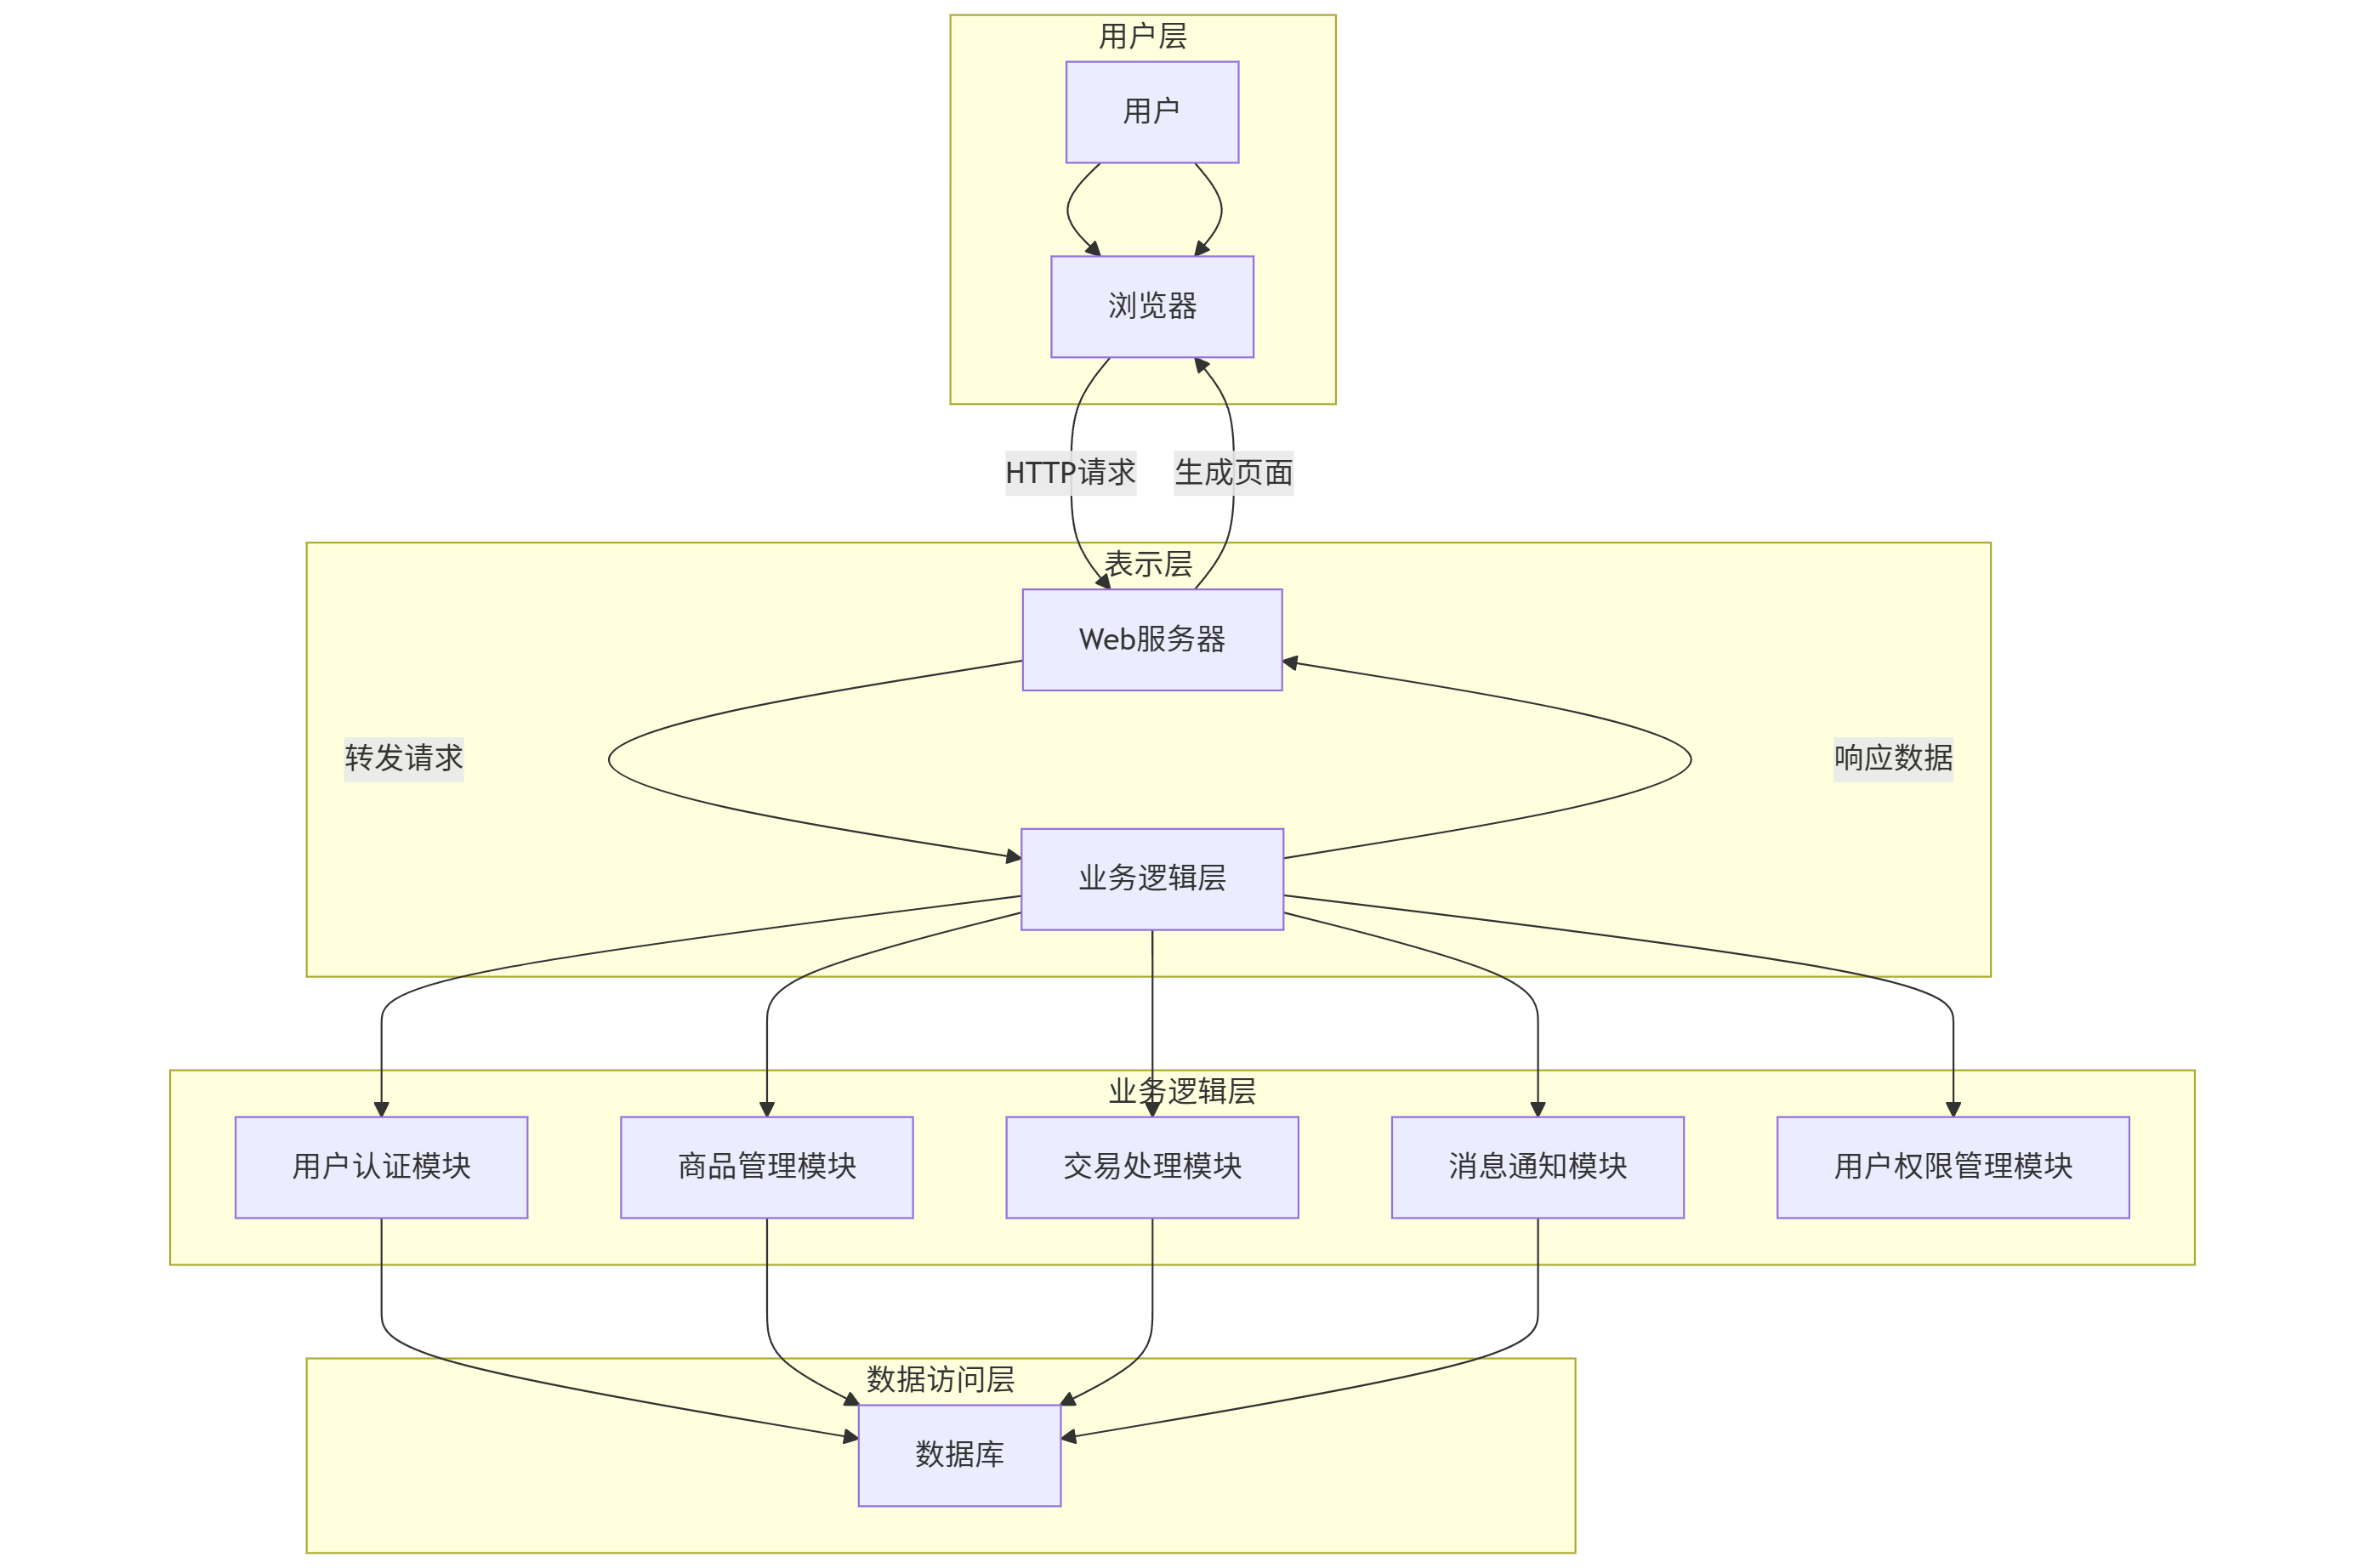 用户层
用户
浏览器
HTTP请求
生成页面
表示层
Web服务器
转发请求
响应数据
业务逻辑层
业务逻辑层
用户认证模块
商品管理模块
交易处理模块
消息通知模块
用户权限管理模块
数据访问层
数据库